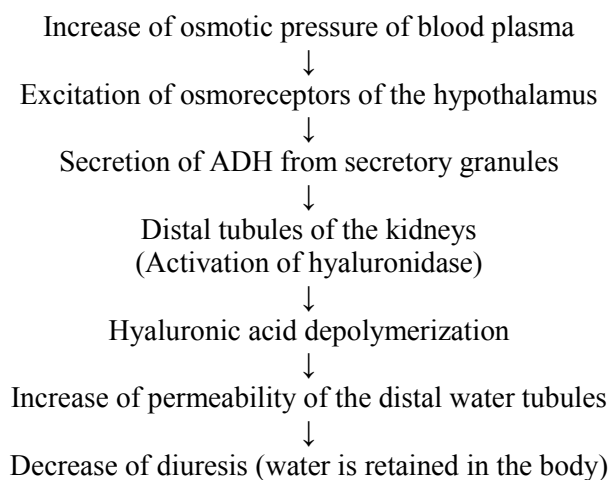 Increase of osmotic pressure of blood plasma
↓
Excitation of osmoreceptors of the hypothalamus
↓
Secretion of ADH from secretory granules
↓
Distal tubules of the kidneys
(Activation of hyaluronidase)
↓
Hyaluronic acid depolymerization
↓
Increase of permeability of the distal water tubules
↓
Decrease of diuresis (water is retained in the body)